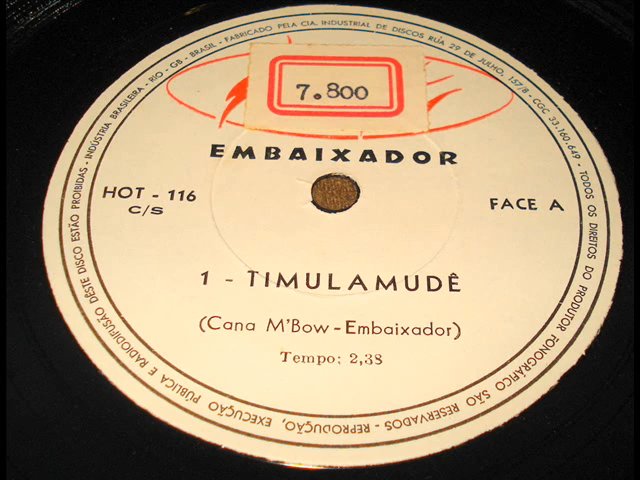 FABRICADO PELA CIA. INDUSTRIAL DE DISCOS RUA 29 DE JULHO, 157/8 - CGC 33.160.649 - TODOS OS DIREITOS DO PRODUTOR FONOGRÁFICO SÃO RESERVADOS - REPRODUÇÃO, EXECUÇÃO PÚBLICA E RADIODIFUSÃO DÊSTE DISCO ESTÃO PROIBIDAS - INDÚSTRIA BRASILEIRA - RIO - GB - BRASIL -
7.800
EMBAIXADOR
HOT - 116
C/S
FACE A
1 - TIMULAMUDÊ
(Cana M'Bow - Embaixador)
Tempo: 2,38